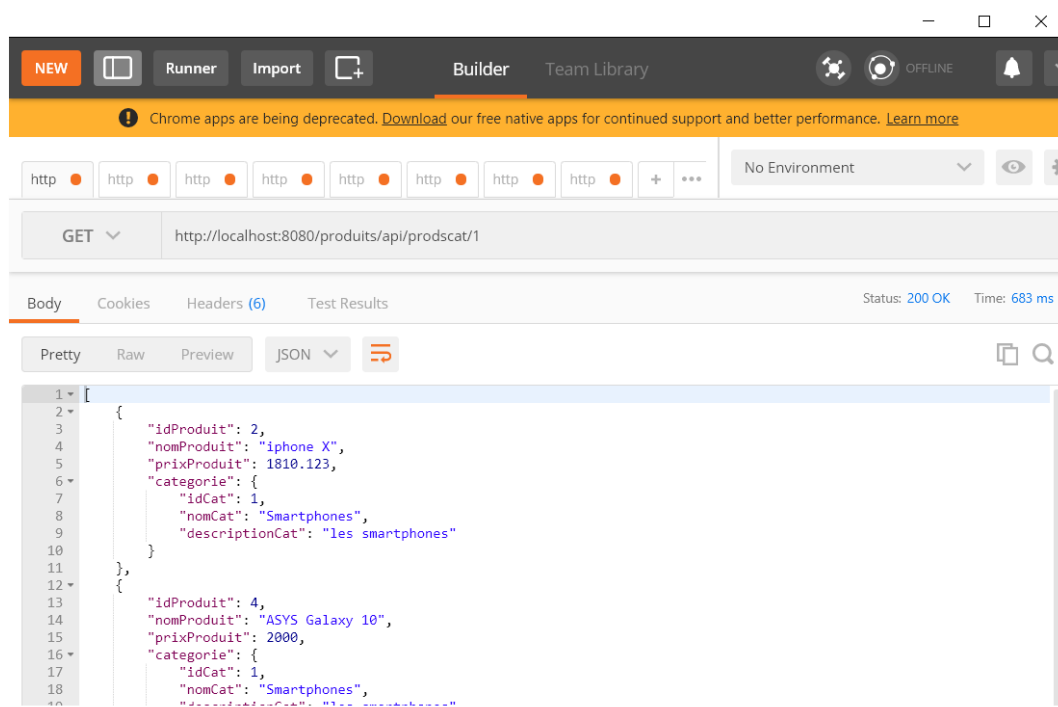 NEW Runner Import Builder Team Library OFFLINE
Chrome apps are being deprecated. Download our free native apps for continued support and better performance. Learn more
http http http http http http http http + ••• No Environment
GET http://localhost:8080/produits/api/prodscat/1
Body Cookies Headers (6) Test Results Status: 200 OK Time: 683 ms
Pretty Raw Preview JSON
1 [
2 {
3 "idProduit": 2,
4 "nomProduit": "iphone X",
5 "prixProduit": 1810.123,
6 "categorie": {
7 "idCat": 1,
8 "nomCat": "Smartphones",
9 "descriptionCat": "les smartphones"
10 }
11 },
12 {
13 "idProduit": 4,
14 "nomProduit": "ASYS Galaxy 10",
15 "prixProduit": 2000,
16 "categorie": {
17 "idCat": 1,
18 "nomCat": "Smartphones",
19 "descriptionCat": "les smartphones"